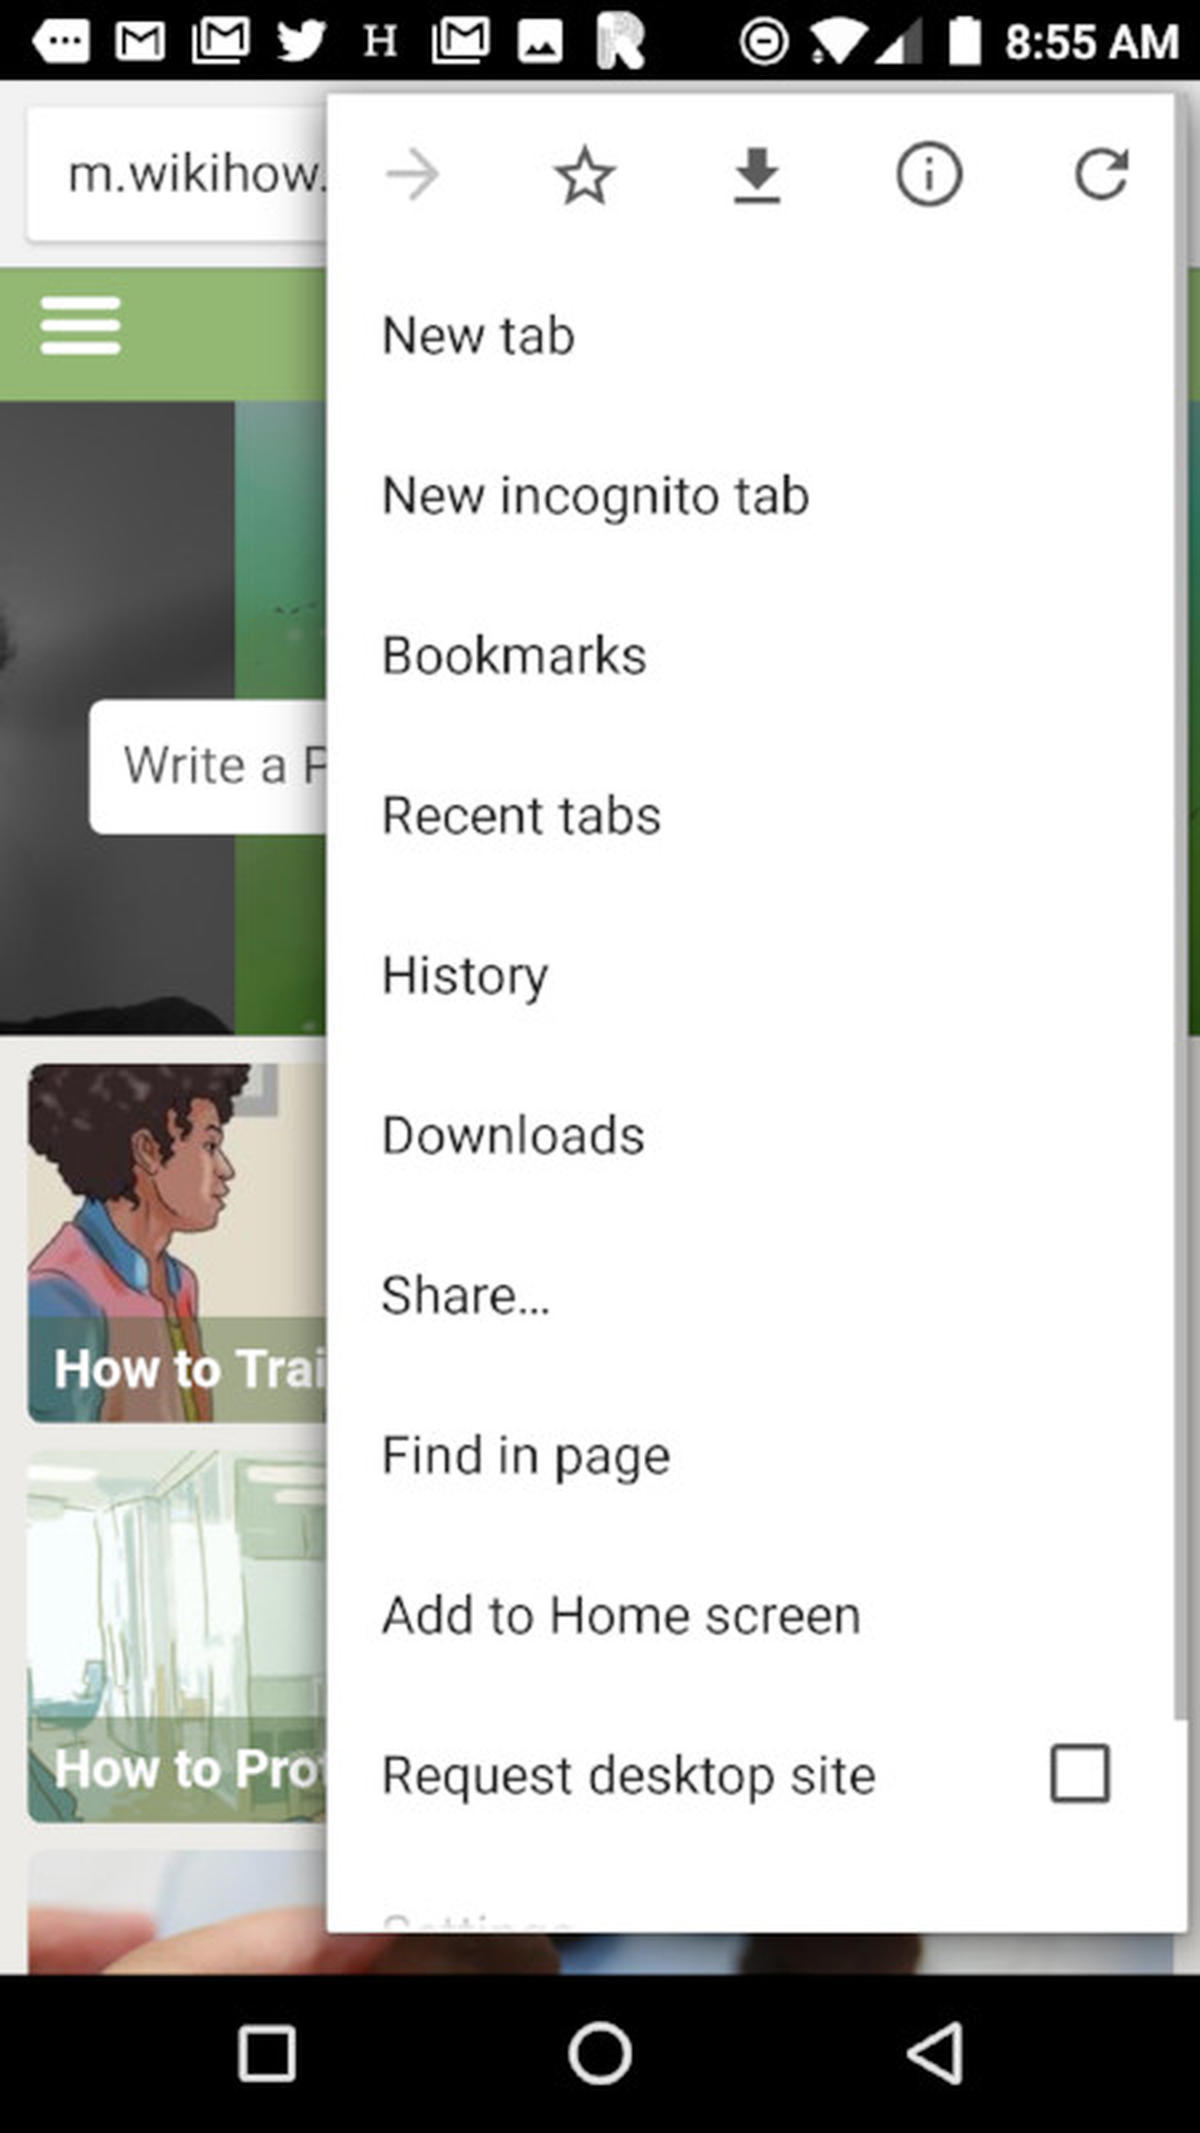 8:55 AM
m.wikihow.
New tab
New incognito tab
Bookmarks
Write a P
Recent tabs
History
Downloads
Share...
How to Trai
Find in page
Add to Home screen
How to Pro
Request desktop site
Settings